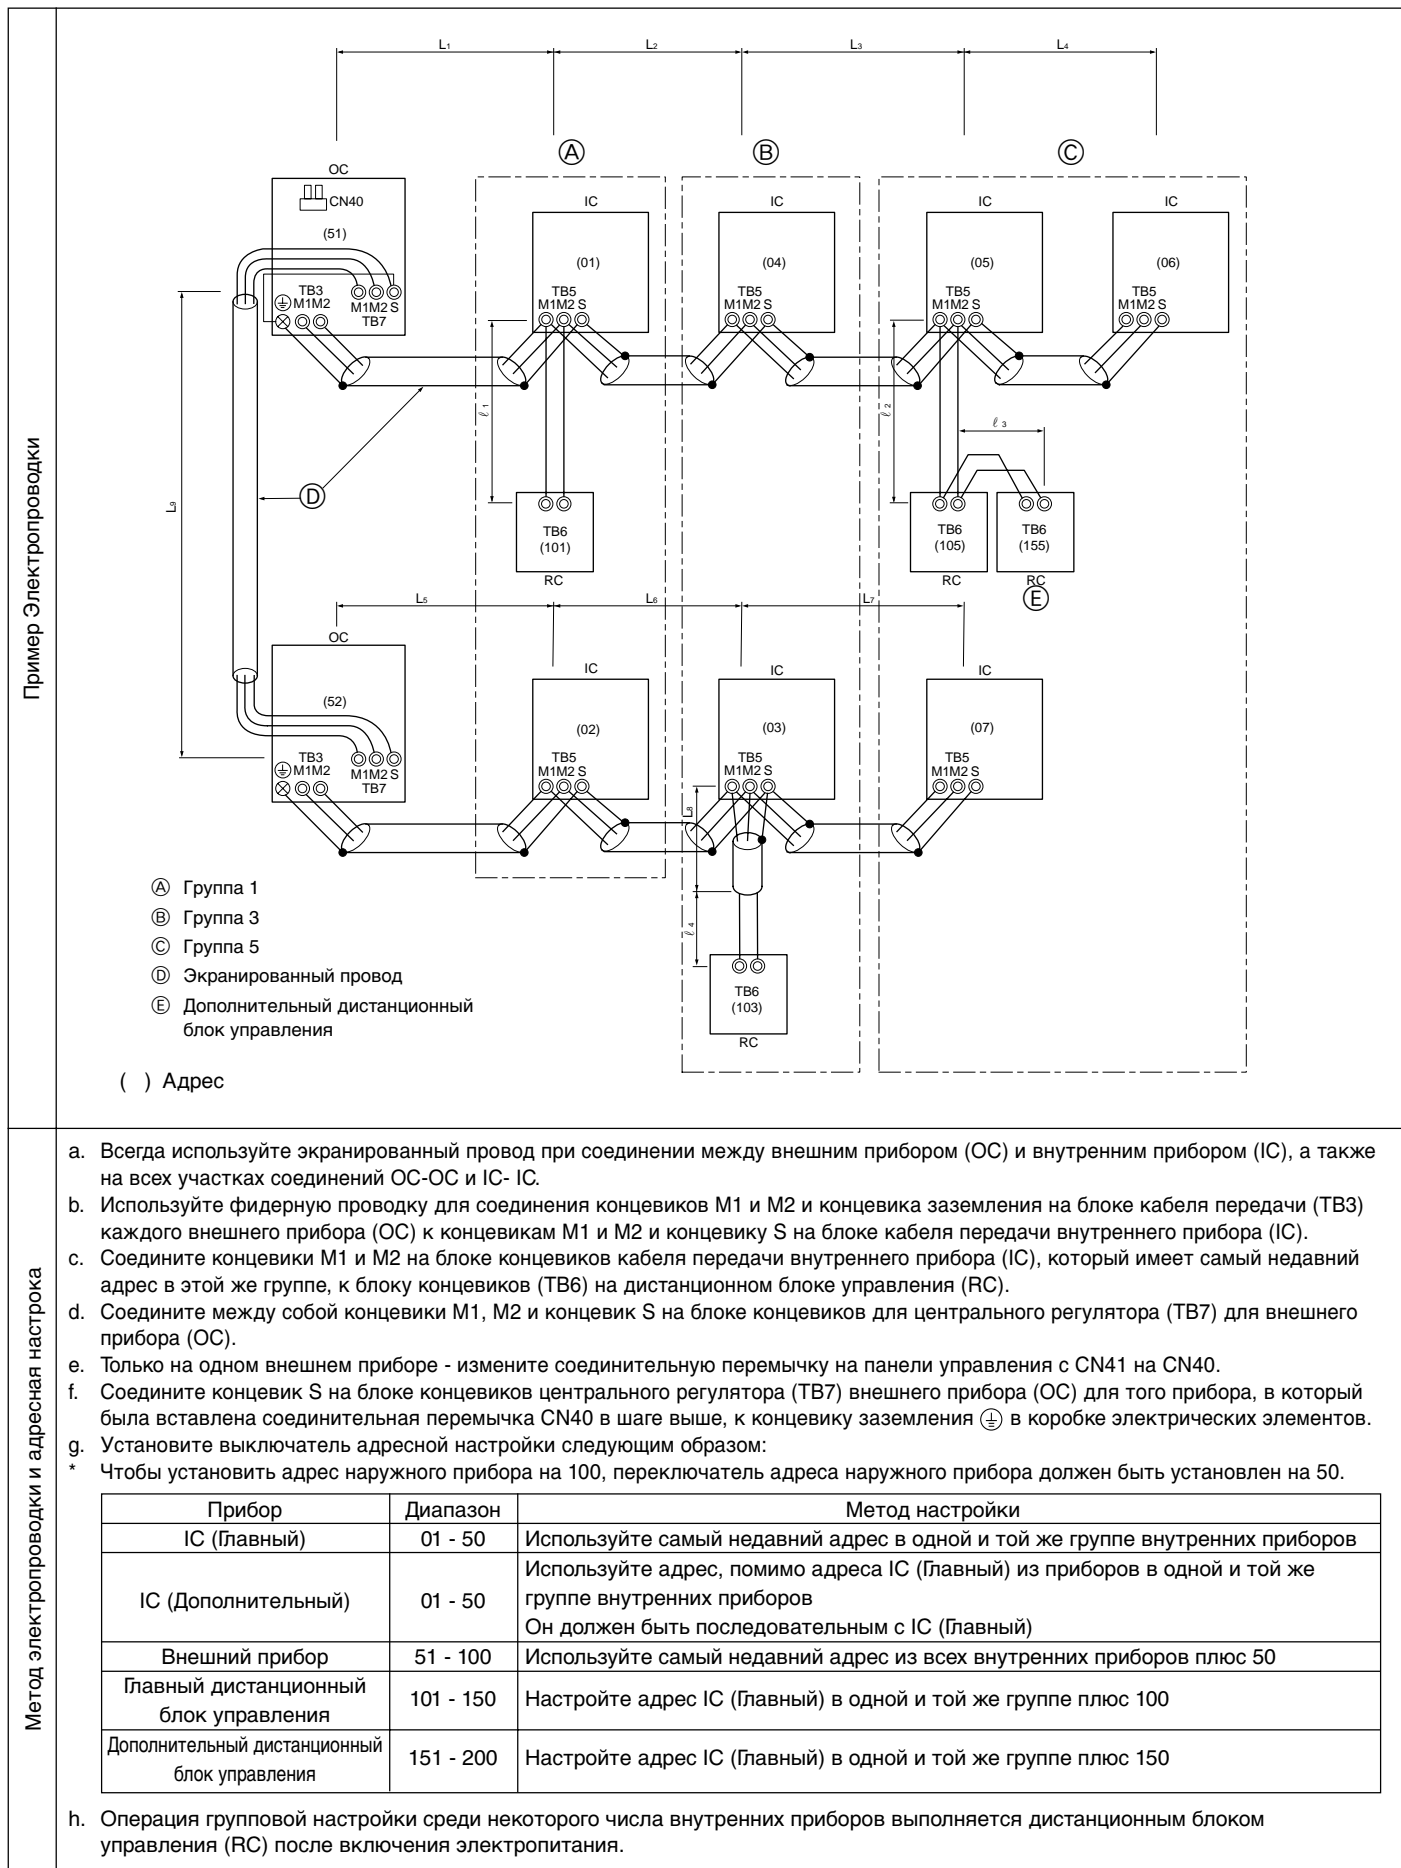 Пример Электропроводки
L1 L2 L3 L4
A B C
OC
CN40
(51)
TB3
M1M2
M1M2 S
TB7
IC
(01)
TB5
M1M2 S
IC
(04)
TB5
M1M2 S
IC
(05)
TB5
M1M2 S
IC
(06)
TB5
M1M2 S
L9
D
ℓ 1
ℓ 2
ℓ 3
TB6
(101)
RC
TB6
(105)
RC
TB6
(155)
RC
E
L5 L6 L7
OC
(52)
TB3
M1M2
M1M2 S
TB7
IC
(02)
TB5
M1M2 S
IC
(03)
TB5
M1M2 S
IC
(07)
TB5
M1M2 S
L8
ℓ 4
TB6
(103)
RC
Ⓐ Группа 1
Ⓑ Группа 3
Ⓒ Группа 5
Ⓓ Экранированный провод
Ⓔ Дополнительный дистанционный
блок управления
( ) Адрес
Метод электропроводки и адресная настрока
a. Всегда используйте экранированный провод при соединении между внешним прибором (OC) и внутренним прибором (IC), а также
на всех участках соединений OC-OC и IC- IC.
b. Используйте фидерную проводку для соединения концевиков M1 и M2 и концевика заземления на блоке кабеля передачи (TB3)
каждого внешнего прибора (OC) к концевикам M1 и M2 и концевику S на блоке кабеля передачи внутреннего прибора (IC).
c. Соедините концевики M1 и M2 на блоке концевиков кабеля передачи внутреннего прибора (IC), который имеет самый недавний
адрес в этой же группе, к блоку концевиков (TB6) на дистанционном блоке управления (RC).
d. Соедините между собой концевики M1, M2 и концевик S на блоке концевиков для центрального регулятора (TB7) для внешнего
прибора (OC).
e. Только на одном внешнем приборе - измените соединительную перемычку на панели управления с CN41 на CN40.
f. Соедините концевик S на блоке концевиков центрального регулятора (TB7) внешнего прибора (OC) для того прибора, в который
была вставлена соединительная перемычка CN40 в шаге выше, к концевику заземления ⏚ в коробке электрических элементов.
g. Установите выключатель адресной настройки следующим образом:
* Чтобы установить адрес наружного прибора на 100, переключатель адреса наружного прибора должен быть установлен на 50.
Прибор Диапазон Метод настройки
IC (Главный) 01 - 50 Используйте самый недавний адрес в одной и той же группе внутренних приборов
IC (Дополнительный) 01 - 50 Используйте адрес, помимо адреса IC (Главный) из приборов в одной и той же
группе внутренних приборов
Он должен быть последовательным с IC (Главный)
Внешний прибор 51 - 100 Используйте самый недавний адрес из всех внутренних приборов плюс 50
Главный дистанционный
блок управления 101 - 150 Настройте адрес IC (Главный) в одной и той же группе плюс 100
Дополнительный дистанционный
блок управления 151 - 200 Настройте адрес IC (Главный) в одной и той же группе плюс 150
h. Операция групповой настройки среди некоторого числа внутренних приборов выполняется дистанционным блоком
управления (RC) после включения электропитания.